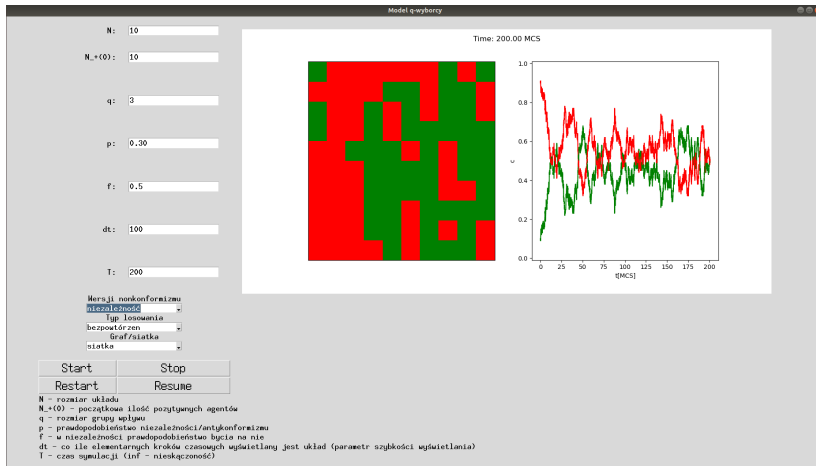 Model q-wyborcy
N: 10
N_+(0): 10
q: 3
p: 0.30
f: 0.5
dt: 100
T: 200
Wersji nonkonformizmu
niezależność
Typ losowania
bezpowtórzen
Graf/siatka
siatka
Start Stop
Restart Resume
N - rozmiar układu
N_+(0) - początkowa ilość pozytywnych agentów
q - rozmiar grupy wpływu
p - prawdopodobieństwo niezależności/antykonformizmu
f - w niezależności prawdopodobieństwo bycia na nie
dt - co ile elementarnych kroków czasowych wyświetlany jest układ (parametr szybkości wyświetlania)
T - czas symulacji (inf - nieskączoność)
Time: 200.00 MCS
1.0
0.8
0.6
c
0.4
0.2
0.0
0 25 50 75 100 125 150 175 200
t[MCS]